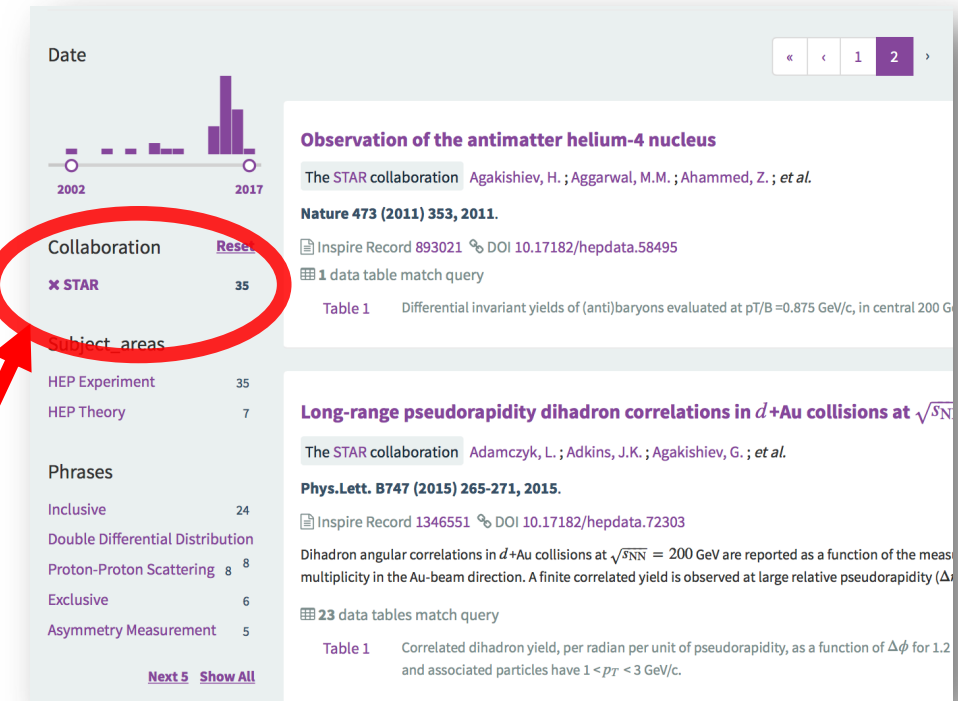 Date
2002 2017
Collaboration Reset
✖ STAR 35
Subject_areas
HEP Experiment 35
HEP Theory 7
Phrases
Inclusive 24
Double Differential Distribution
8
Proton-Proton Scattering 8
Exclusive 6
Asymmetry Measurement 5
Next 5 Show All
« ‹ 1 2 ›
Observation of the antimatter helium-4 nucleus
The STAR collaboration Agakishiev, H. ; Aggarwal, M.M. ; Ahammed, Z. ; et al.
Nature 473 (2011) 353, 2011.
Inspire Record 893021 DOI 10.17182/hepdata.58495
1 data table match query
Table 1 Differential invariant yields of (anti)baryons evaluated at pT/B =0.875 GeV/c, in central 200 G
Long-range pseudorapidity dihadron correlations in d+Au collisions at √sN
The STAR collaboration Adamczyk, L. ; Adkins, J.K. ; Agakishiev, G. ; et al.
Phys.Lett. B747 (2015) 265-271, 2015.
Inspire Record 1346551 DOI 10.17182/hepdata.72303
Dihadron angular correlations in d+Au collisions at √sNN = 200 GeV are reported as a function of the meas
multiplicity in the Au-beam direction. A finite correlated yield is observed at large relative pseudorapidity (Δ
23 data tables match query
Table 1 Correlated dihadron yield, per radian per unit of pseudorapidity, as a function of Δϕ for 1.2
and associated particles have 1 < pT < 3 GeV/c.